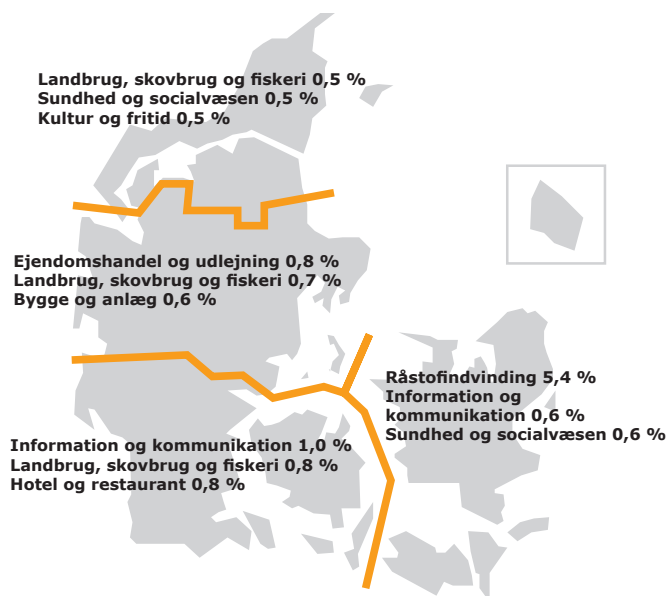 Landbrug, skovbrug og fiskeri 0,5 %
Sundhed og socialvæsen 0,5 %
Kultur og fritid 0,5 %
Ejendomshandel og udlejning 0,8 %
Landbrug, skovbrug og fiskeri 0,7 %
Bygge og anlæg 0,6 %
Råstofindvinding 5,4 %
Information og
kommunikation 0,6 %
Sundhed og socialvæsen 0,6 %
Information og kommunikation 1,0 %
Landbrug, skovbrug og fiskeri 0,8 %
Hotel og restaurant 0,8 %